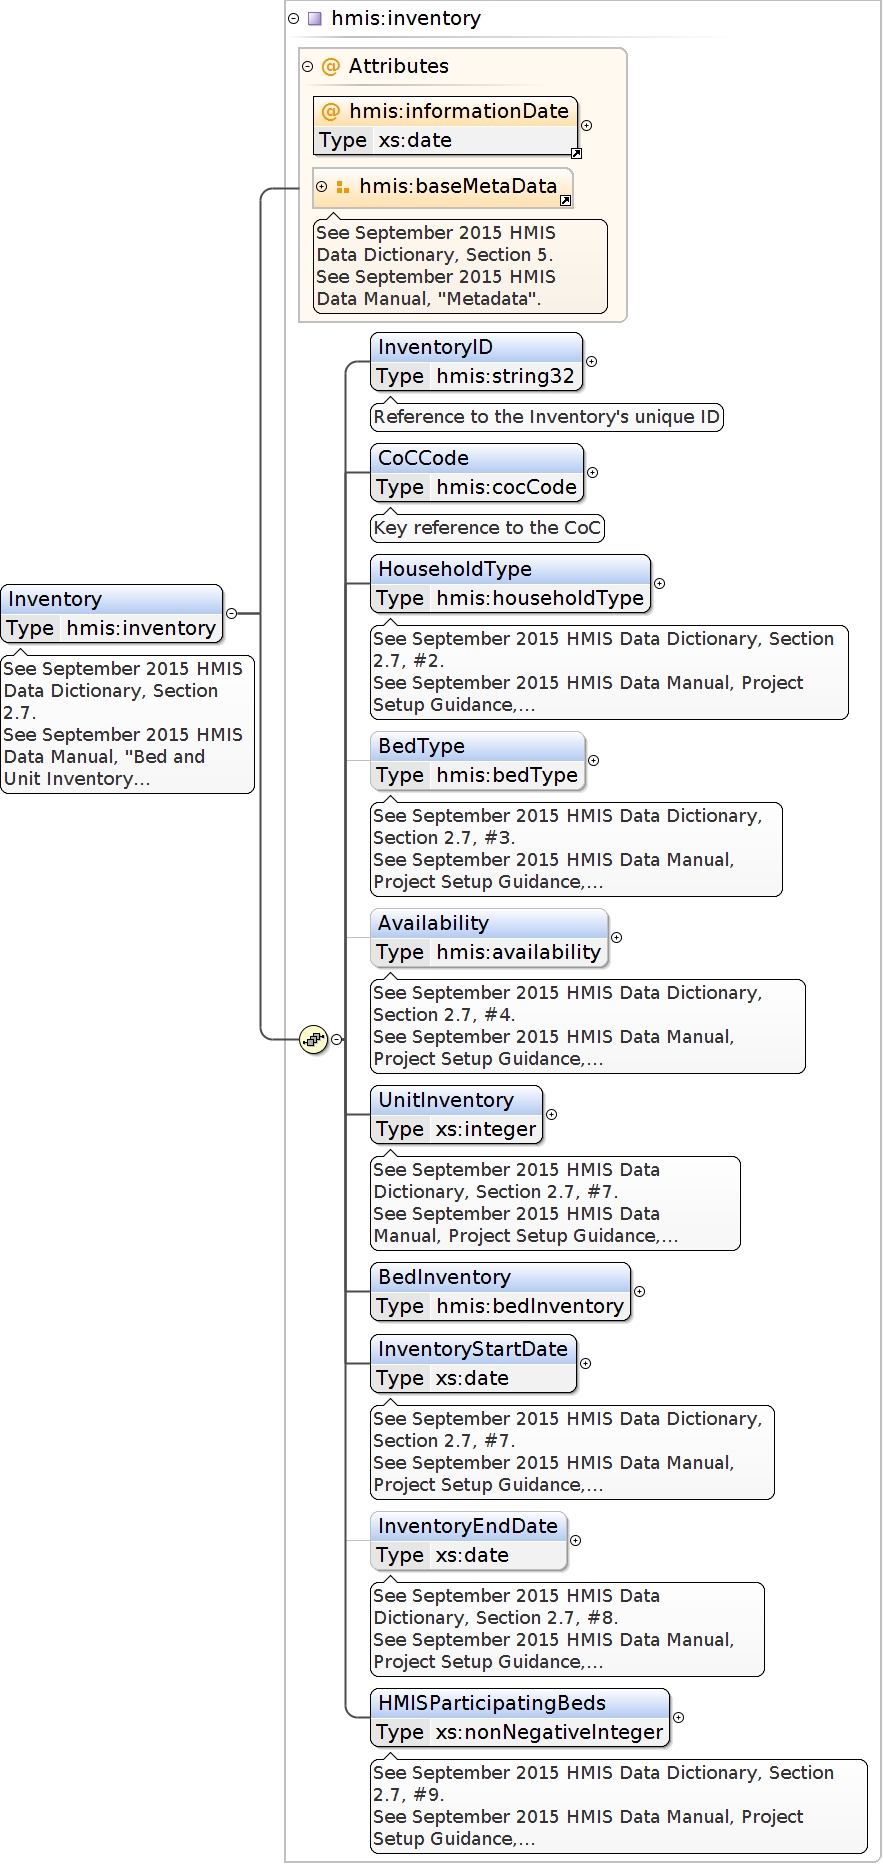 hmis:inventory
@ Attributes
@ hmis:informationDate
Type xs:date
hmis:baseMetaData
See September 2015 HMIS
Data Dictionary, Section 5.
See September 2015 HMIS
Data Manual, "Metadata".
InventoryID
Type hmis:string32
Reference to the Inventory's unique ID
CoCCode
Type hmis:cocCode
Key reference to the CoC
HouseholdType
Type hmis:householdType
See September 2015 HMIS Data Dictionary, Section
2.7, #2.
See September 2015 HMIS Data Manual, Project
Setup Guidance,...
Inventory
Type hmis:inventory
See September 2015 HMIS
Data Dictionary, Section
2.7.
See September 2015 HMIS
Data Manual, "Bed and
Unit Inventory...
BedType
Type hmis:bedType
See September 2015 HMIS Data Dictionary,
Section 2.7, #3.
See September 2015 HMIS Data Manual,
Project Setup Guidance,...
Availability
Type hmis:availability
See September 2015 HMIS Data Dictionary,
Section 2.7, #4.
See September 2015 HMIS Data Manual,
Project Setup Guidance,...
UnitInventory
Type xs:integer
See September 2015 HMIS Data
Dictionary, Section 2.7, #7.
See September 2015 HMIS Data
Manual, Project Setup Guidance,...
BedInventory
Type hmis:bedInventory
InventoryStartDate
Type xs:date
See September 2015 HMIS Data Dictionary,
Section 2.7, #7.
See September 2015 HMIS Data Manual,
Project Setup Guidance,...
InventoryEndDate
Type xs:date
See September 2015 HMIS Data
Dictionary, Section 2.7, #8.
See September 2015 HMIS Data Manual,
Project Setup Guidance,...
HMISParticipatingBeds
Type xs:nonNegativeInteger
See September 2015 HMIS Data Dictionary, Section
2.7, #9.
See September 2015 HMIS Data Manual, Project
Setup Guidance,...